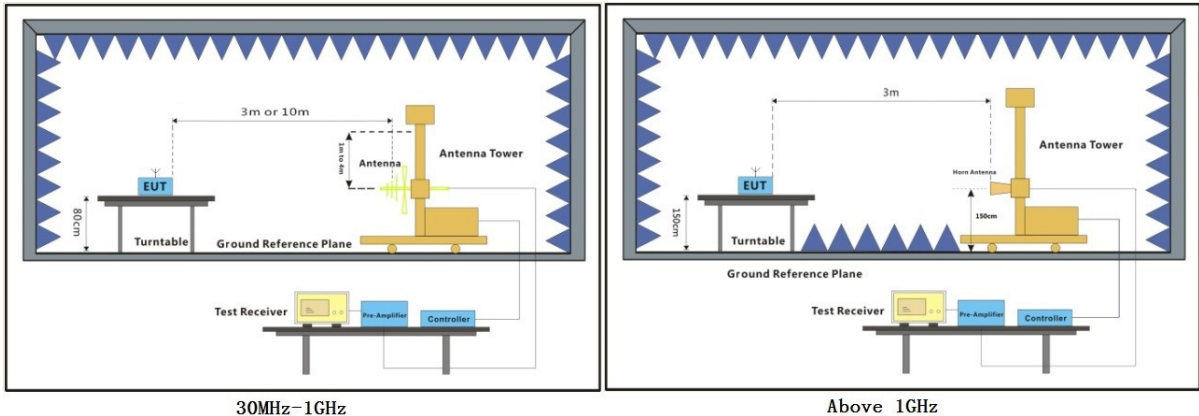 3m or 10m
1m to 4m
Antenna
Antenna Tower
EUT
80cm
Turntable
Ground Reference Plane
Test Receiver
Pre-Amplifier
Controller
30MHz-1GHz
3m
Antenna Tower
Horn Antenna
EUT
150cm
150cm
Turntable
Ground Reference Plane
Test Receiver
Pre-Amplifier
Controller
Above 1GHz